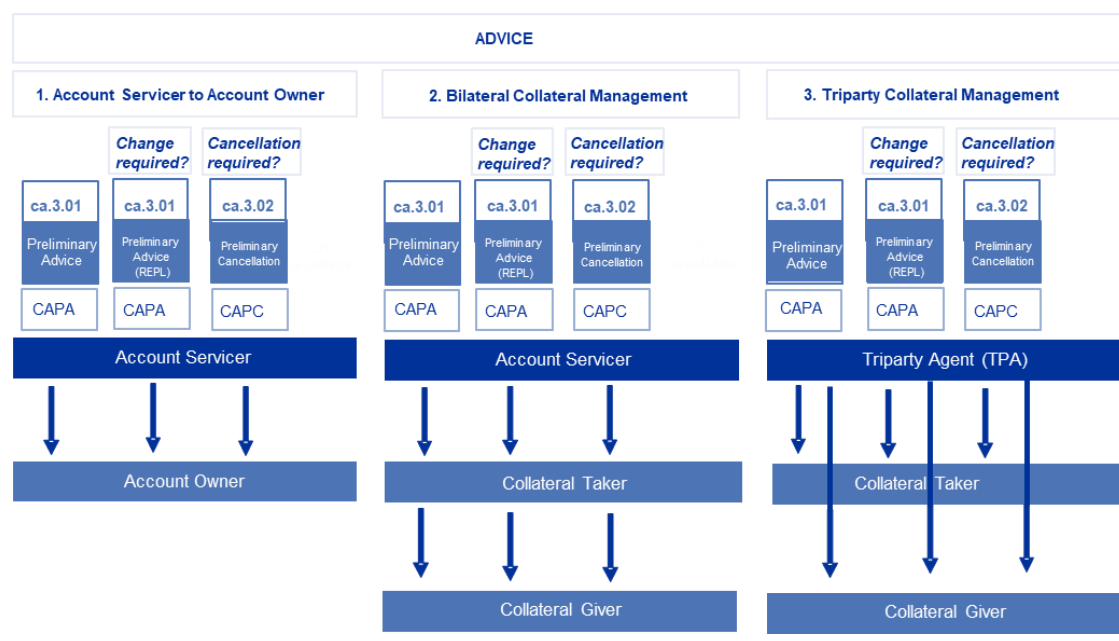 ADVICE
1. Account Servicer to Account Owner
Change
required?
Cancellation
required?
ca.3.01
ca.3.01
ca.3.02
Preliminary
Advice
Preliminary
Advice
(REPL)
Preliminary
Cancellation
CAPA
CAPA
CAPC
Account Servicer
Account Owner
2. Bilateral Collateral Management
Change
required?
Cancellation
required?
ca.3.01
ca.3.01
ca.3.02
Preliminary
Advice
Preliminary
Advice
(REPL)
Preliminary
Cancellation
CAPA
CAPA
CAPC
Account Servicer
Collateral Taker
Collateral Giver
3. Triparty Collateral Management
Change
required?
Cancellation
required?
ca.3.01
ca.3.01
ca.3.02
Preliminary
Advice
Preliminary
Advice
(REPL)
Preliminary
Cancellation
CAPA
CAPA
CAPC
Triparty Agent (TPA)
Collateral Taker
Collateral Giver